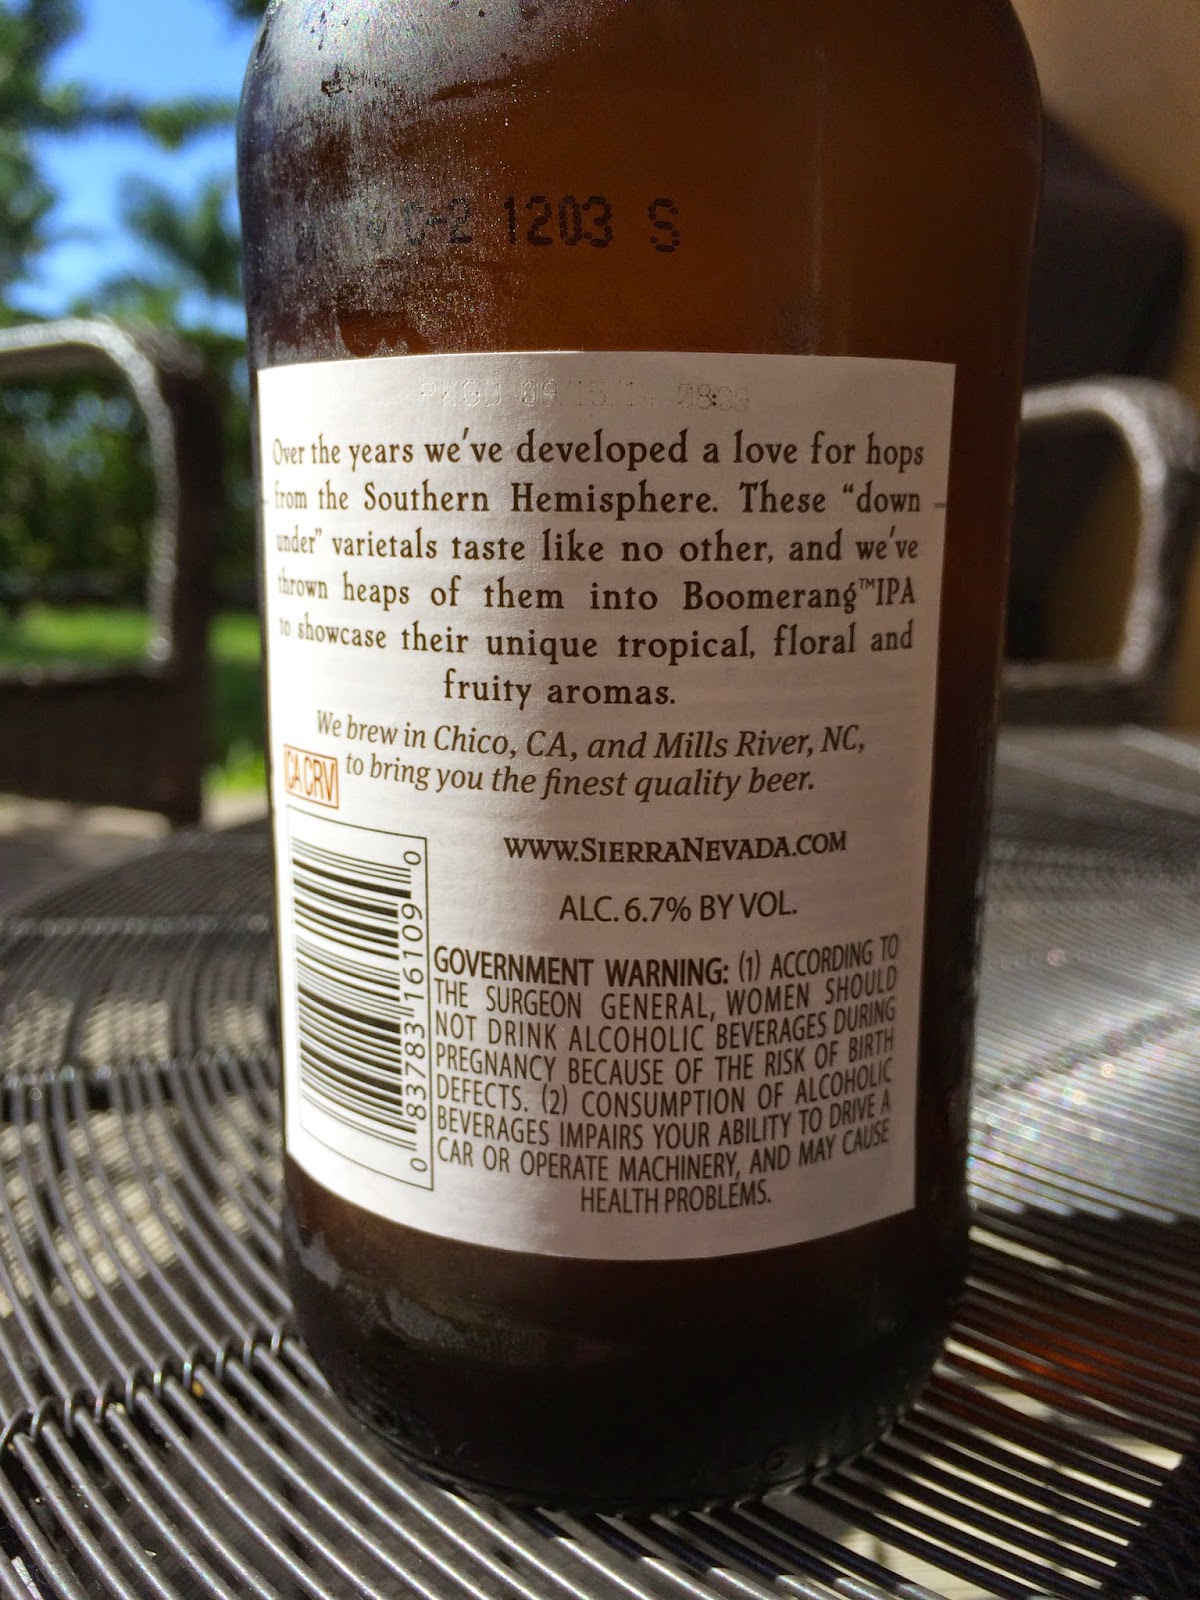 1203 S
PKGD 09/15/14
Over the years we've developed a love for hops
from the Southern Hemisphere. These “down
under” varietals taste like no other, and we've
thrown heaps of them into Boomerang™IPA
to showcase their unique tropical, floral and
fruity aromas.
We brew in Chico, CA, and Mills River, NC,
to bring you the finest quality beer.
CA CRV
www.SierraNevada.com
ALC. 6.7% BY VOL.
0 83783 16109 0
GOVERNMENT WARNING: (1) ACCORDING TO
THE SURGEON GENERAL, WOMEN SHOULD
NOT DRINK ALCOHOLIC BEVERAGES DURING
PREGNANCY BECAUSE OF THE RISK OF BIRTH
DEFECTS. (2) CONSUMPTION OF ALCOHOLIC
BEVERAGES IMPAIRS YOUR ABILITY TO DRIVE A
CAR OR OPERATE MACHINERY, AND MAY CAUSE
HEALTH PROBLEMS.